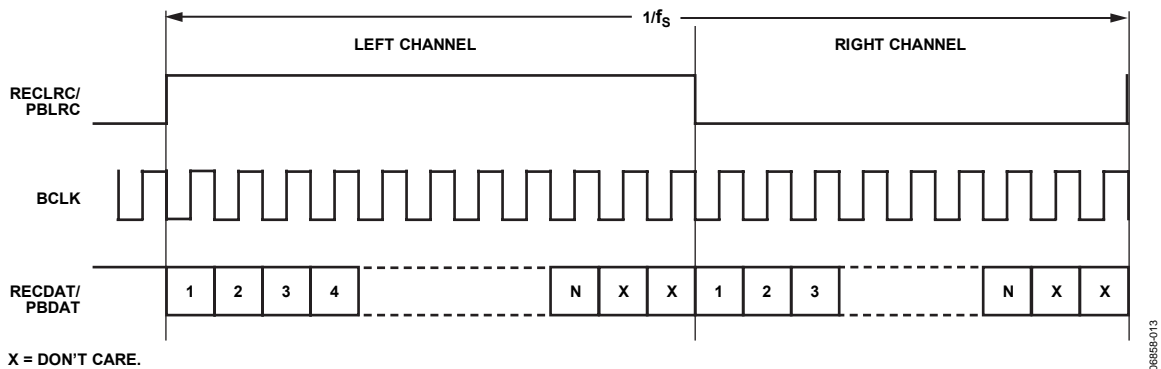 1/fS
LEFT CHANNEL
RIGHT CHANNEL
RECLRC/
PBLRC
BCLK
RECDAT/
PBDAT
1 2 3 4 N X X 1 2 3 N X X
X = DON'T CARE.
06858-013